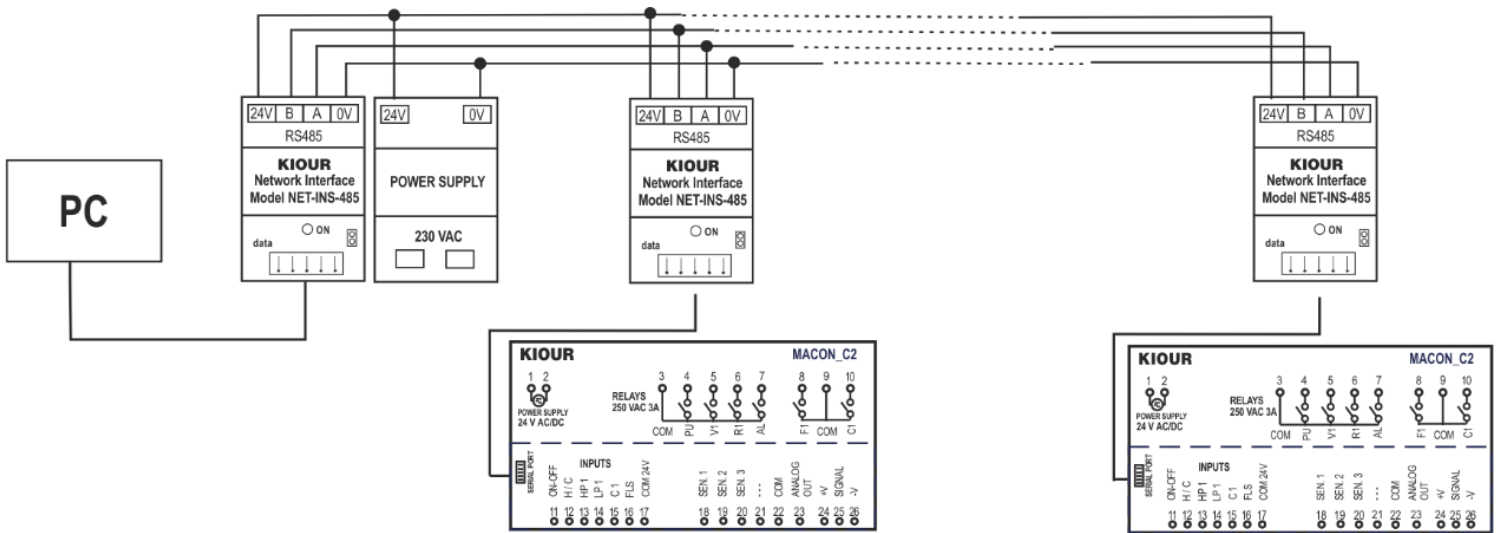 24V B A 0V
RS485
KIOUR
Network Interface
Model NET-INS-485
ON
data
24V 0V
POWER SUPPLY
230 VAC
24V B A 0V
RS485
KIOUR
Network Interface
Model NET-INS-485
ON
data
24V B A 0V
RS485
KIOUR
Network Interface
Model NET-INS-485
ON
data
PC
KIOUR MACON_C2
1 2
POWER SUPPLY
24 V AC/DC
RELAYS
250 VAC 3A
3 4 5 6 7 8 9 10
COM PU V1 R1 AL F1 COM C1
SERIAL PORT
INPUTS
ON-OFF H / C HP 1 LP 1 C 1 FLS COM 24V SEN. 1 SEN. 2 SEN. 3 --- COM ANALOG OUT +V SIGNAL -V
11 12 13 14 15 16 17 18 19 20 21 22 23 24 25 26
KIOUR MACON_C2
1 2
POWER SUPPLY
24 V AC/DC
RELAYS
250 VAC 3A
3 4 5 6 7 8 9 10
COM PU V1 R1 AL F1 COM C1
SERIAL PORT
INPUTS
ON-OFF H / C HP 1 LP 1 C 1 FLS COM 24V SEN. 1 SEN. 2 SEN. 3 --- COM ANALOG OUT +V SIGNAL -V
11 12 13 14 15 16 17 18 19 20 21 22 23 24 25 26